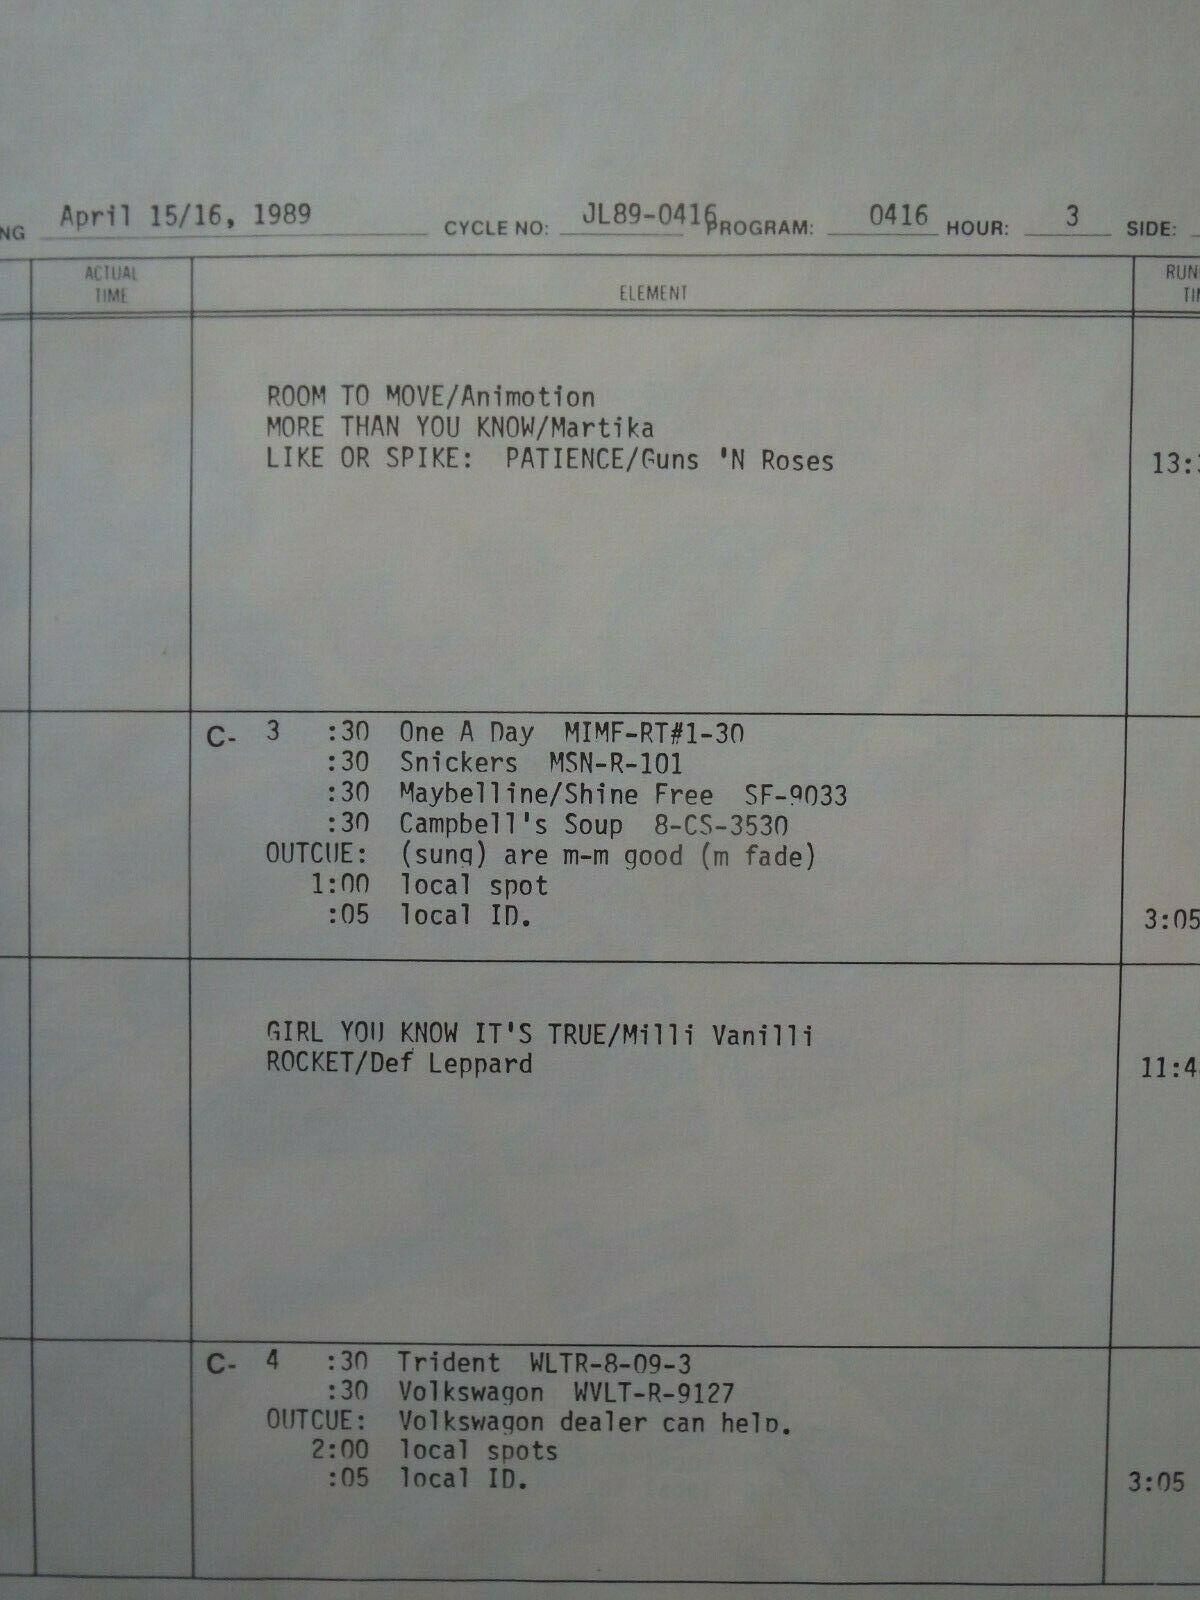 NG April 15/16, 1989 CYCLE NO: JL89-0416 PROGRAM: 0416 HOUR: 3 SIDE:
ACTUAL TIME ELEMENT
ROOM TO MOVE/Animotion
MORE THAN YOU KNOW/Martika
LIKE OR SPIKE: PATIENCE/Guns 'N Roses
C- 3 :30 One A Day MIMF-RT#1-30
:30 Snickers MSN-R-101
:30 Maybelline/Shine Free SF-9033
:30 Campbell's Soup 8-CS-3530
OUTCUE: (sung) are m-m good (m fade)
1:00 local spot
:05 local ID. 3:05
GIRL YOU KNOW IT'S TRUE/Milli Vanilli
ROCKET/Def Leppard
C- 4 :30 Trident WLTR-8-09-3
:30 Volkswagon WVLT-R-9127
OUTCUE: Volkswagon dealer can help.
2:00 local spots
:05 local ID. 3:05